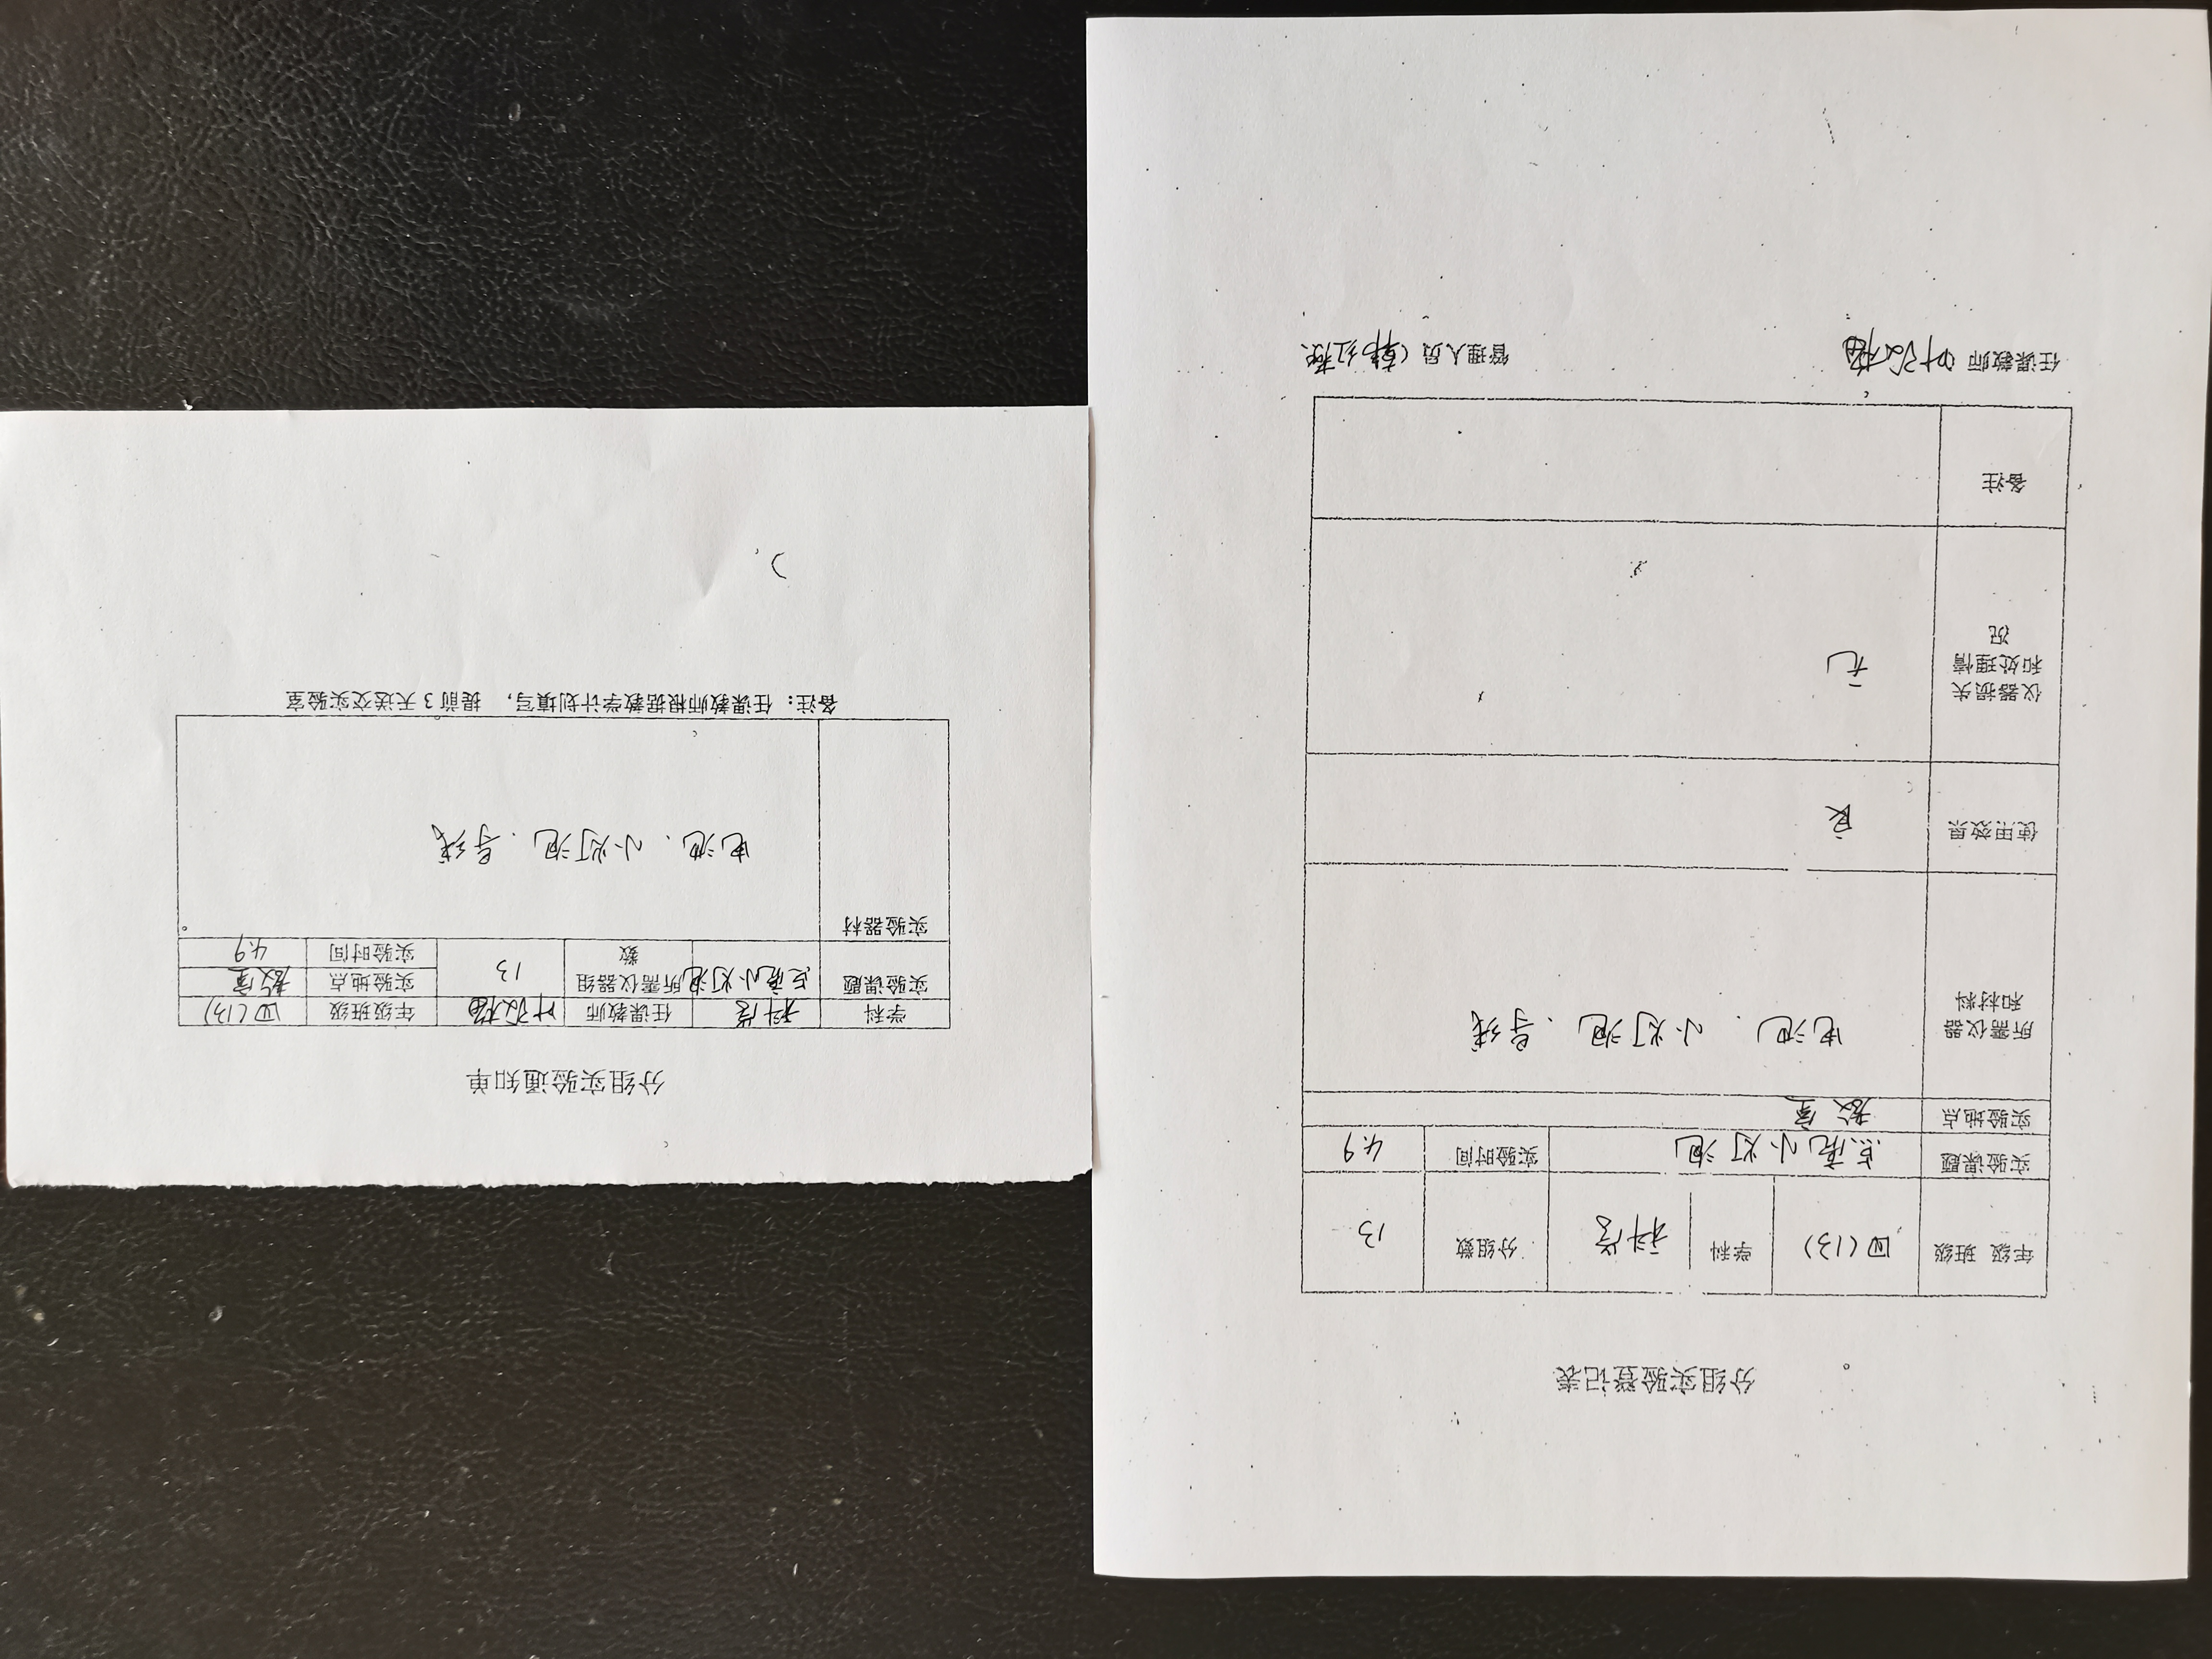 分组实验登记表
年级 班级 四(13) 学科 科学 分组数 13
实验课题 点亮小灯泡 实验时间 4.9
实验地点 教室
所需仪器
和材料
电池、小灯泡、导线
使用效果 良
仪器损失
和处理情
况
无
备注
任课教师 管理人员(
分组实验通知单
学科 科学 任课教师 年级班级 四(13)
实验课题 点亮小灯泡 所需仪器组
数
13 实验地点 教室
实验时间 4.9
实验器材
电池、小灯泡、导线
备注：任课教师根据教学计划填写， 提前3天送交实验室